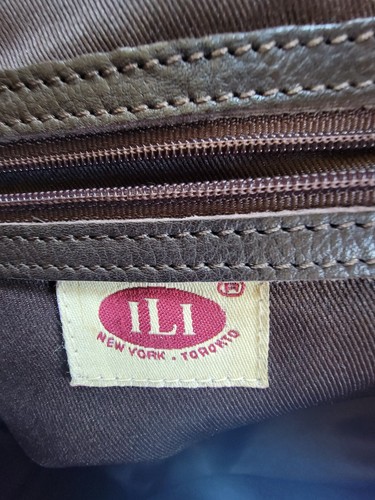 ®
ILI
NEW YORK - TORONTO